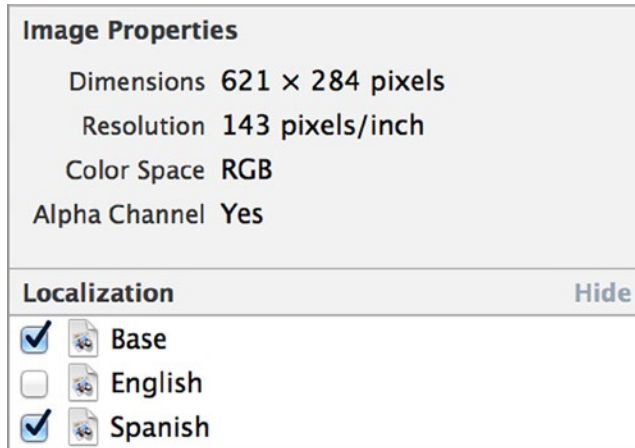 Image Properties
Dimensions 621 × 284 pixels
Resolution 143 pixels/inch
Color Space RGB
Alpha Channel Yes
Localization Hide
Base
English
Spanish